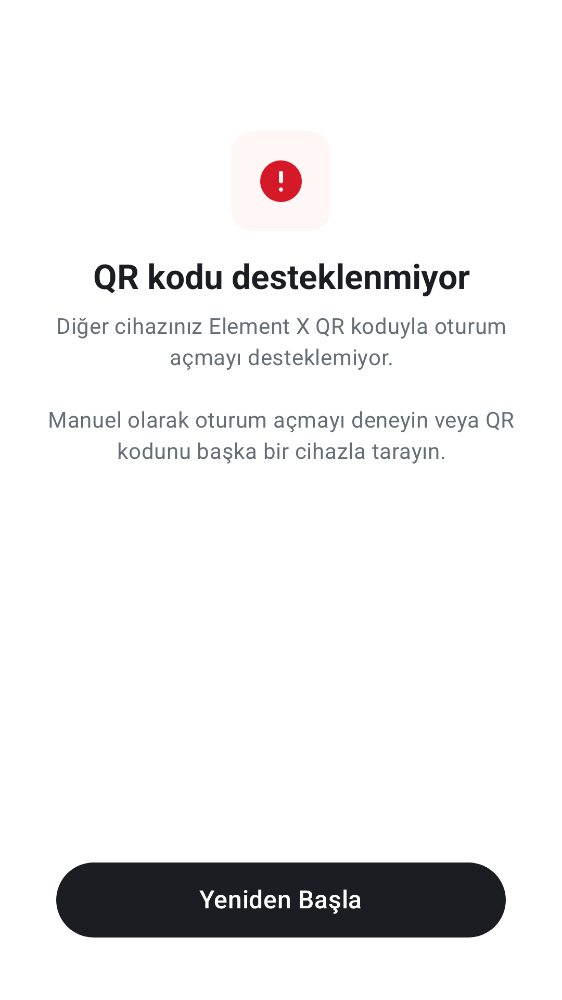 QR kodu desteklenmiyor
Diğer cihazınız Element X QR koduyla oturum
açmayı desteklemiyor.
Manuel olarak oturum açmayı deneyin veya QR
kodunu başka bir cihazla tarayın.
Yeniden Başla